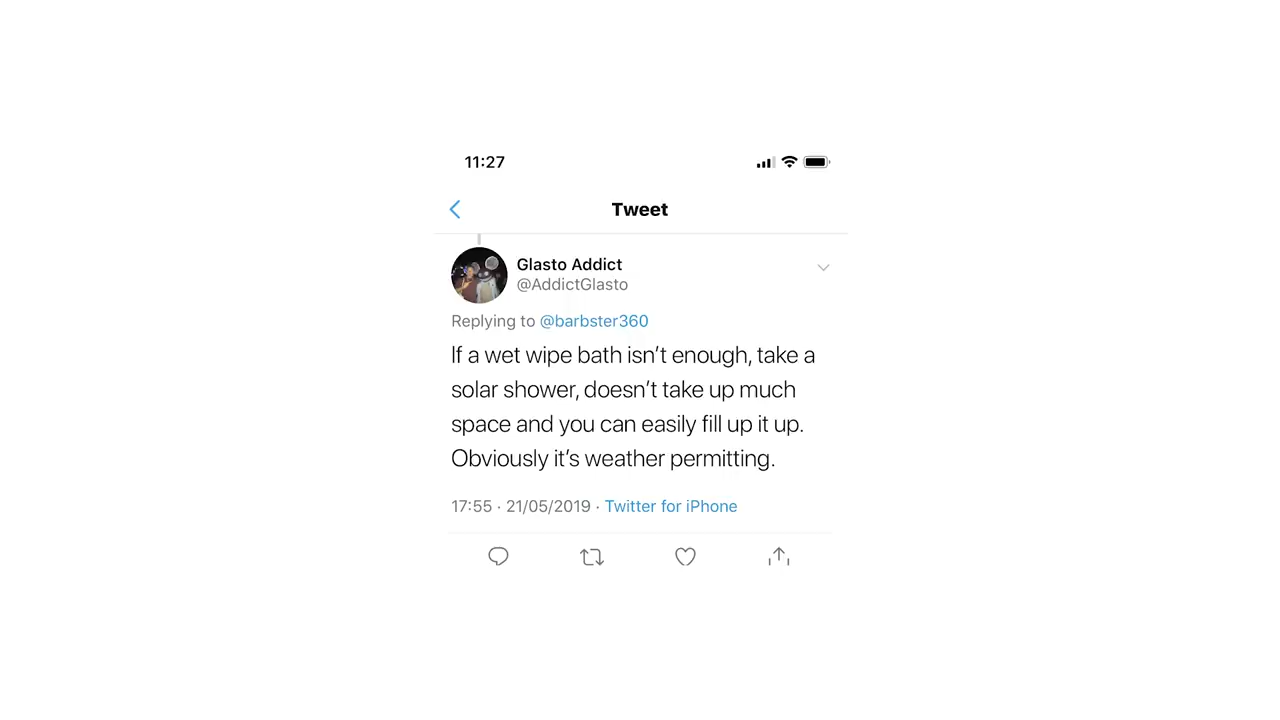 11:27
Tweet
Glasto Addict
@AddictGlasto
Replying to @barbster360
If a wet wipe bath isn’t enough, take a
solar shower, doesn’t take up much
space and you can easily fill up it up.
Obviously it’s weather permitting.
17:55 · 21/05/2019 · Twitter for iPhone